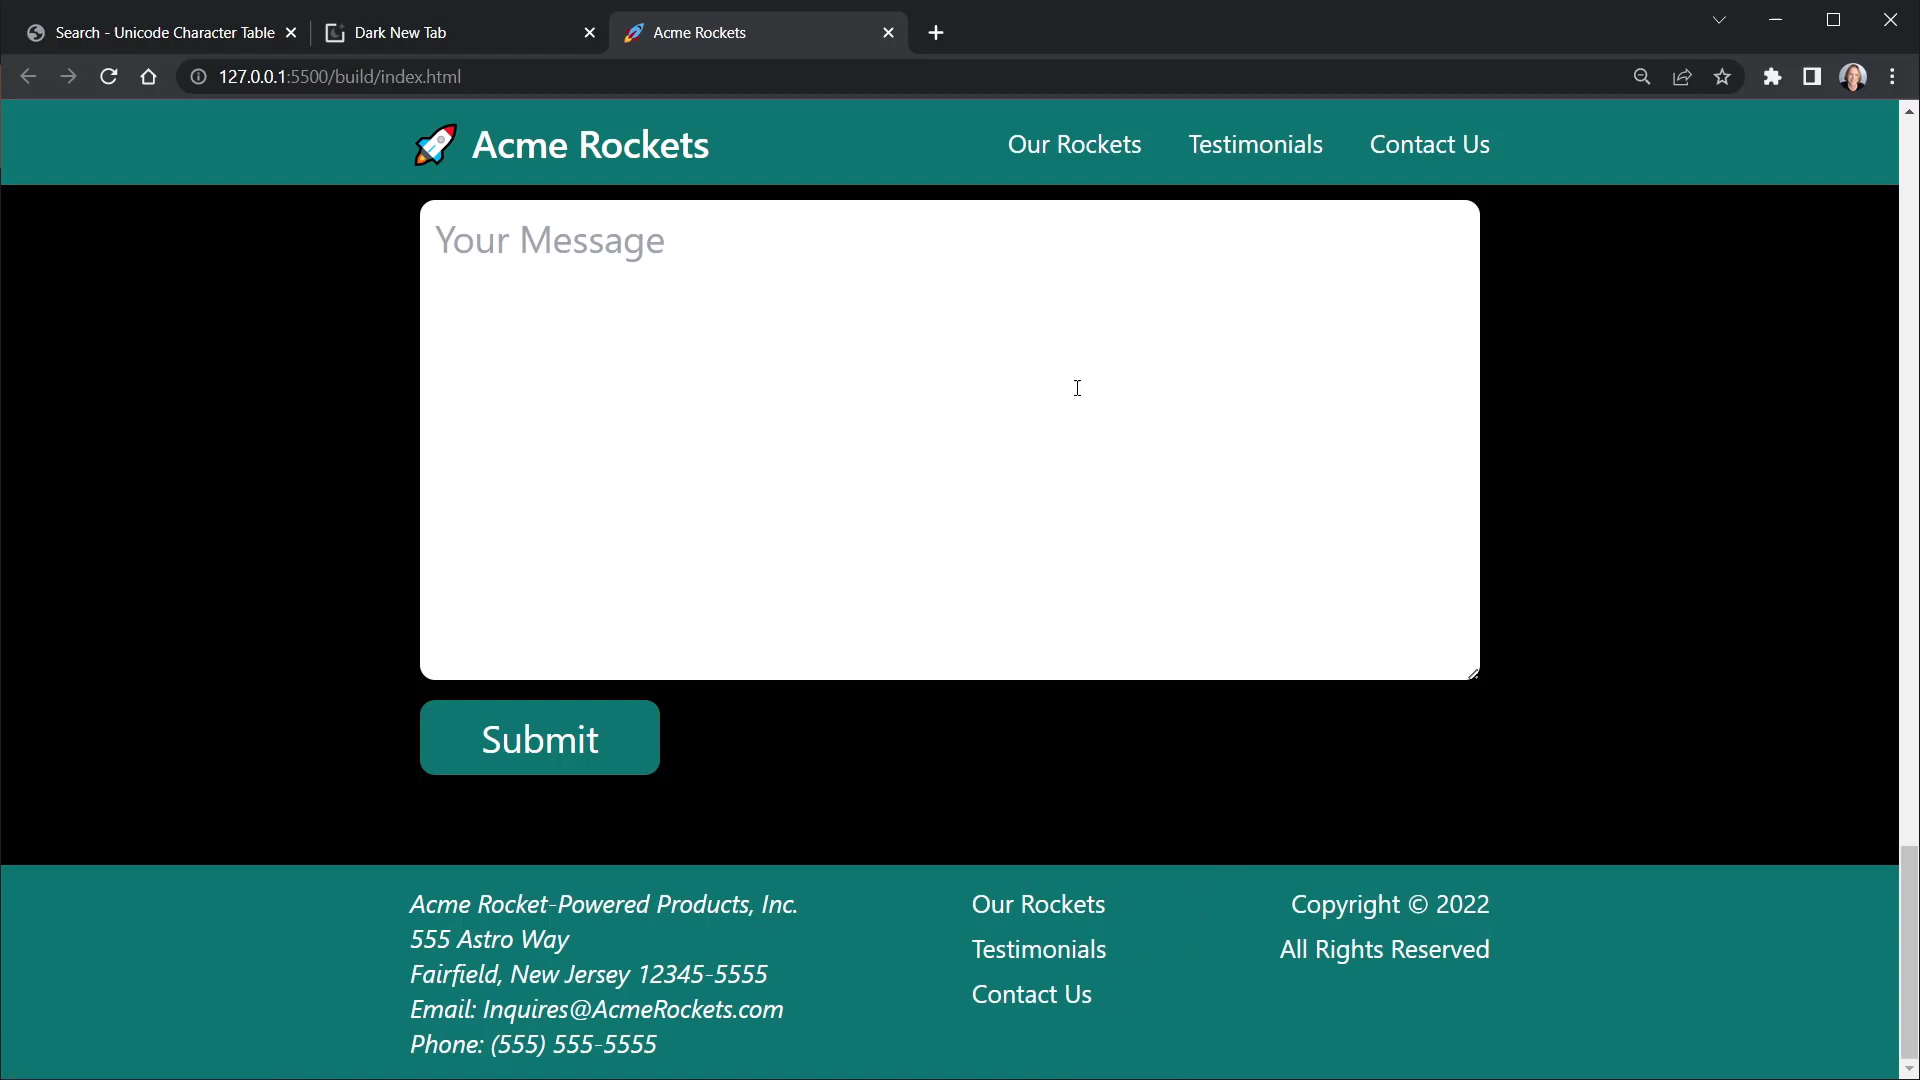 Search - Unicode Character Table
Dark New Tab
Acme Rockets
127.0.0.1:5500/build/index.html
Acme Rockets
Our Rockets
Testimonials
Contact Us
Your Message
Submit
Acme Rocket-Powered Products, Inc.
555 Astro Way
Fairfield, New Jersey 12345-5555
Email: Inquires@AcmeRockets.com
Phone: (555) 555-5555
Our Rockets
Testimonials
Contact Us
Copyright © 2022
All Rights Reserved